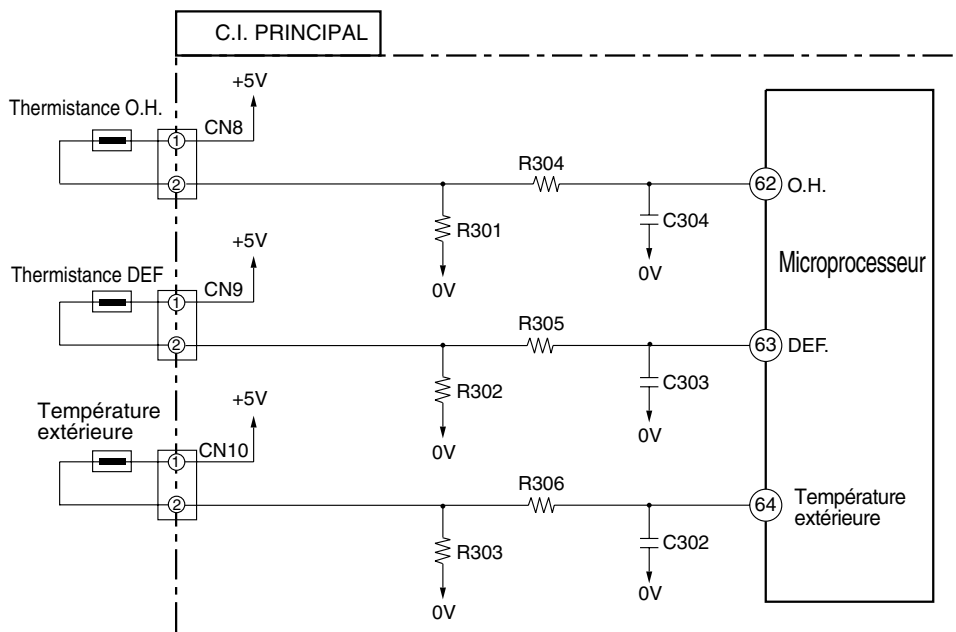 C.I. PRINCIPAL
+5V
Thermistance O.H.
CN8
1
2
R304
62 O.H.
R301
C304
0V
0V
Microprocesseur
+5V
Thermistance DEF
CN9
1
2
R305
63 DEF.
R302
C303
0V
0V
Température
extérieure
+5V
CN10
1
2
R306
64 Température
extérieure
R303
C302
0V
0V